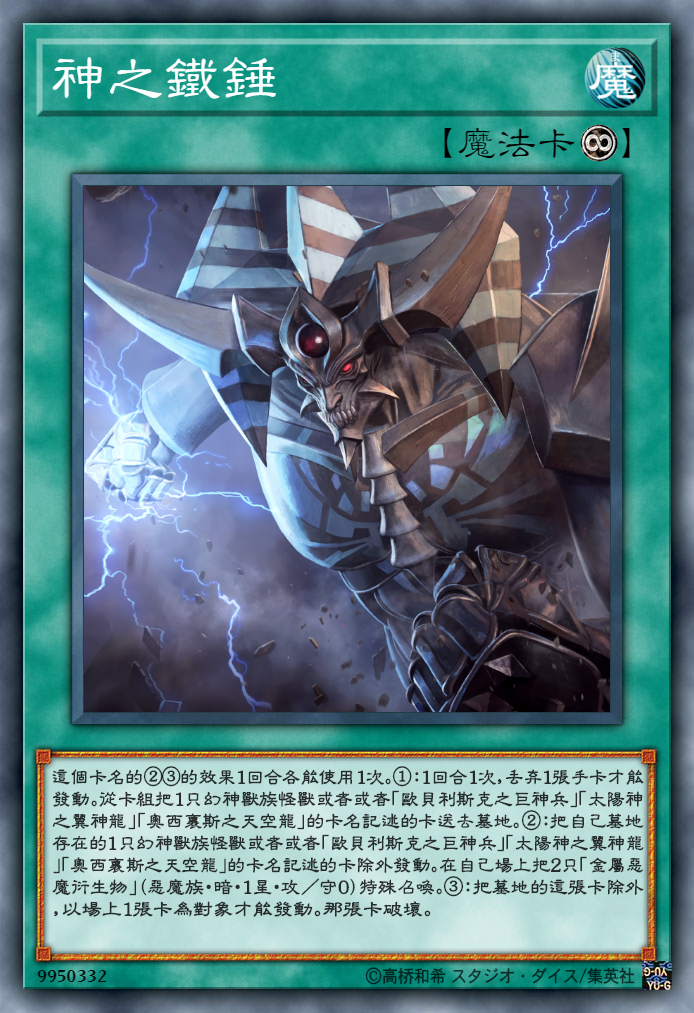 神之鐵錘
魔
【魔法卡】
這個卡名的②③的效果1回合各能使用1次。①:1回合1次,丟弃1張手卡才能
發動。從卡組把1只幻神獸族怪獸或者或者「歐貝利斯克之巨神兵」「太陽神
之翼神龍」「奧西裏斯之天空龍」的卡名記述的卡送去墓地。②:把自己墓地
存在的1只幻神獸族怪獸或者或者「歐貝利斯克之巨神兵」「太陽神之翼神龍
」「奧西裏斯之天空龍」的卡名記述的卡除外發動。在自己場上把2只「金屬惡
魔衍生物」(惡魔族・暗・1星・攻／守0)特殊召喚。③:把墓地的這張卡除外
,以場上1張卡為對象才能發動。那張卡破壞。
9950332
©高桥和希 スタジオ・ダイス/集英社